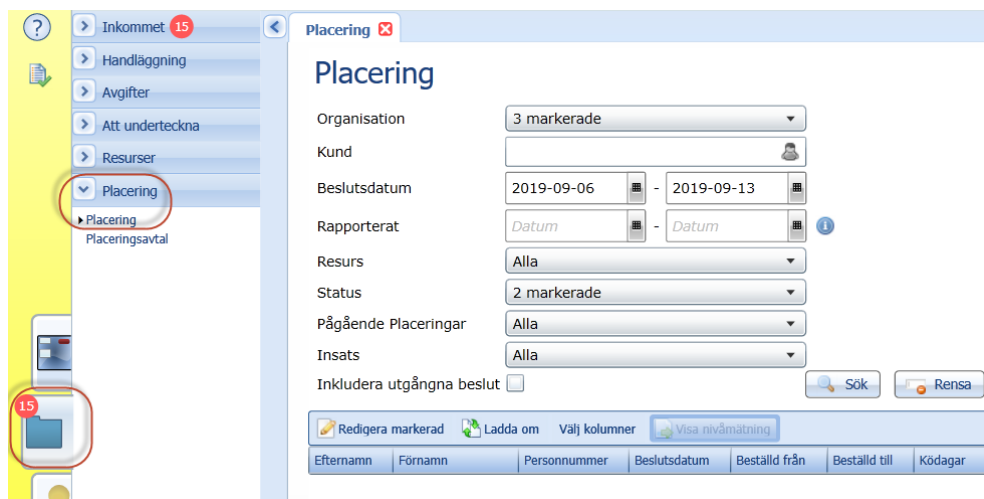 ?
Inkommet 15
Handläggning
Avgifter
Att underteckna
Resurser
Placering
Placering
Placeringsavtal
15
Placering
Placering
Organisation 3 markerade
Kund
Beslutsdatum 2019-09-06 - 2019-09-13
Rapporterat Datum - Datum i
Resurs Alla
Status 2 markerade
Pågående Placeringar Alla
Insats Alla
Inkludera utgångna beslut
Sök Rensa
Redigera markerad Ladda om Välj kolumner Visa nivåmätning
Efternamn Förnamn Personnummer Beslutsdatum Beställd från Beställd till Ködagar